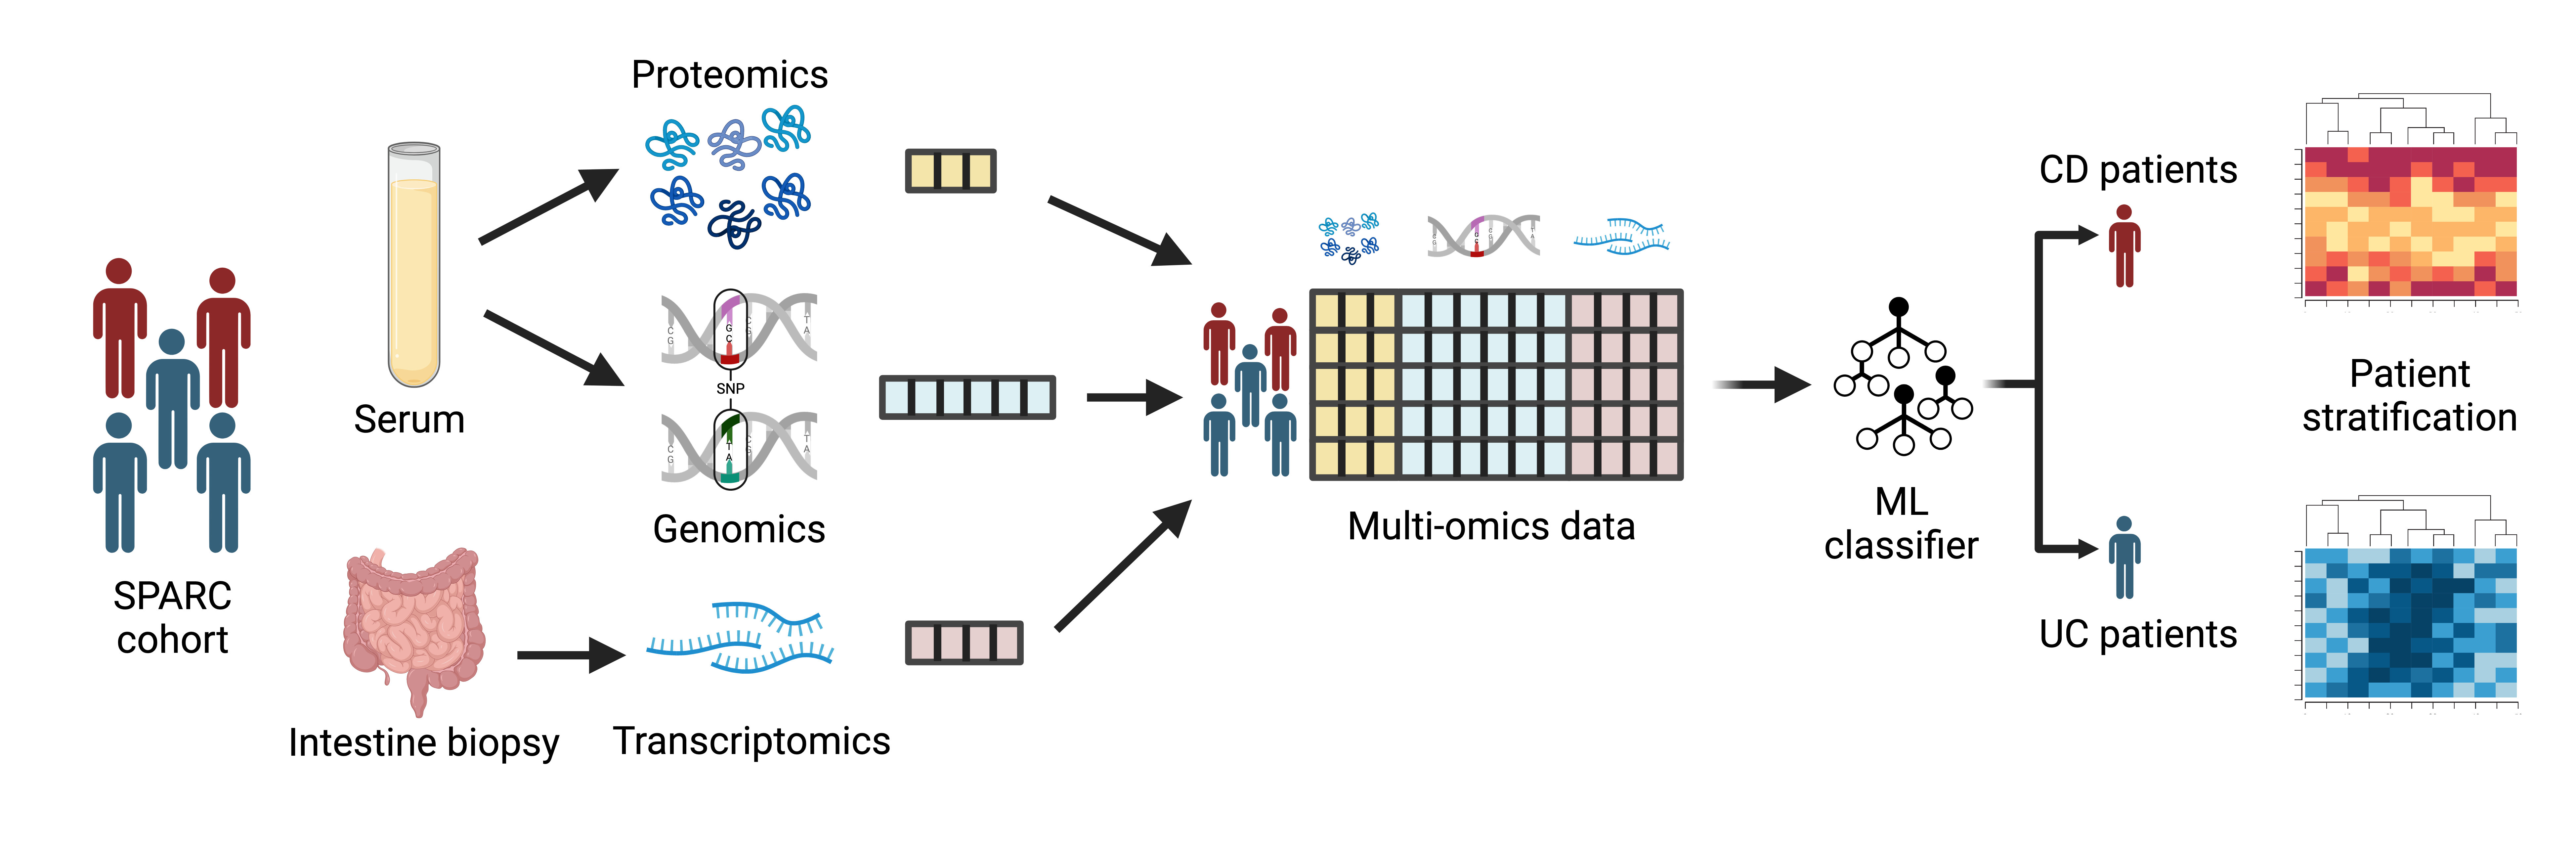 Proteomics
Serum
SPARC
cohort
C
G
G
C
C
G
T
A
SNP
C
G
T
A
C
G
T
A
Genomics
Intestine biopsy
Transcriptomics
Multi-omics data
ML
classifier
CD patients
UC patients
Patient
stratification